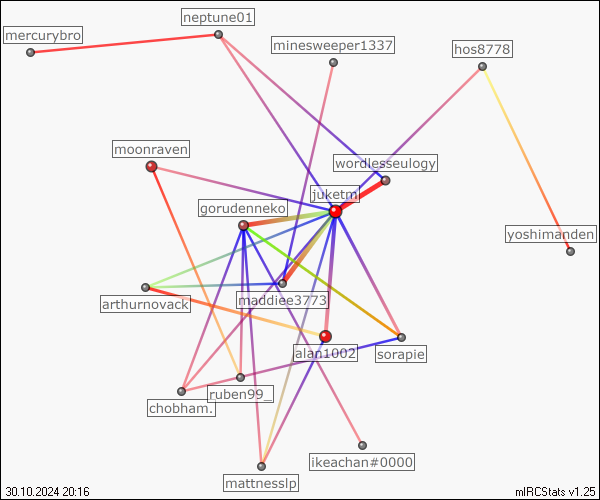 neptune01
mercurybro
minesweeper1337
hos8778
moonraven
wordlesseulogy
juketm
gorudenneko
yoshimanden
arthurnovack
maddiee3773
alan1002
sorapie
ruben99_
chobham.
ikeachan#0000
mattnesslp
30.10.2024 20:16
mIRCStats v1.25